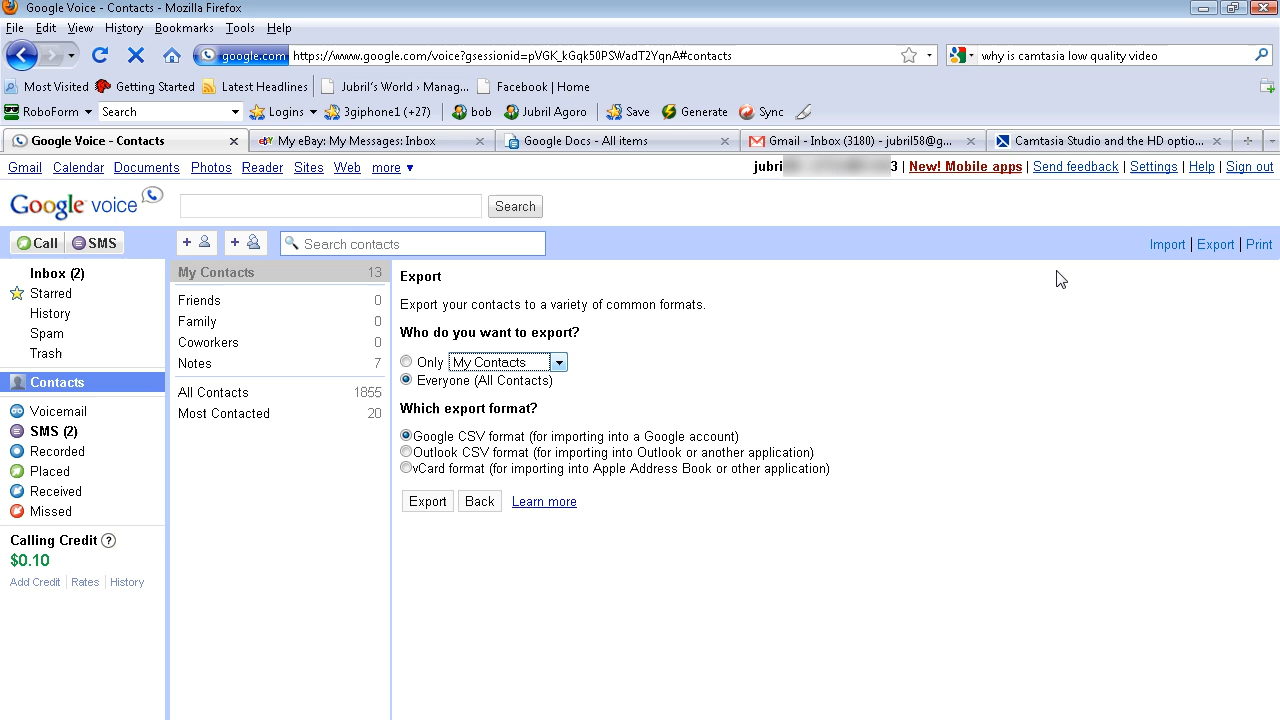 Google Voice - Contacts - Mozilla Firefox
File Edit View History Bookmarks Tools Help
google.com https://www.google.com/voice?gsessionid=pVGK_kGqk50PSWadT2YqnA#contacts why is camtasia low quality video
Most Visited Getting Started Latest Headlines Jubril's World › Manag... Facebook | Home
RoboForm Search Logins 3giphone1 (+27) bob Jubril Agoro Save Generate Sync
Google Voice - Contacts My eBay: My Messages: Inb Google Docs - All items Gmail - Inbox (3180) - jubril58@g... Camtasia Studio and the HD optio...
Gmail Calendar Documents Photos Reader Sites Web more ▼ jubri 3 | New! Mobile apps | Send feedback | Settings | Help | Sign out
Google voice Search
Call SMS + + Search contacts Import | Export | Print
Inbox (2)
Starred
History
Spam
Trash
Contacts
Voicemail
SMS (2)
Recorded
Placed
Received
Missed
Calling Credit ?
$0.10
Add Credit | Rates | History
My Contacts 13
Friends 0
Family 0
Coworkers 0
Notes 7
All Contacts 1855
Most Contacted 20
Export
Export your contacts to a variety of common formats.
Who do you want to export?
Only My Contacts
Everyone (All Contacts)
Which export format?
Google CSV format (for importing into a Google account)
Outlook CSV format (for importing into Outlook or another application)
vCard format (for importing into Apple Address Book or other application)
Export Back Learn more